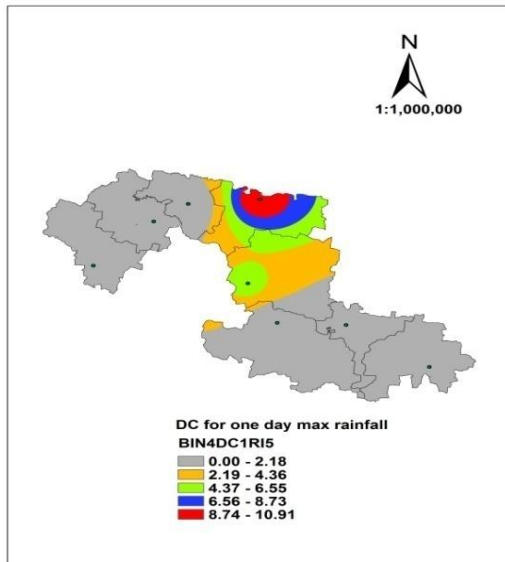 N
1:1,000,000
DC for one day max rainfall
BIN4DC1RI5
0.00 - 2.18
2.19 - 4.36
4.37 - 6.55
6.56 - 8.73
8.74 - 10.91